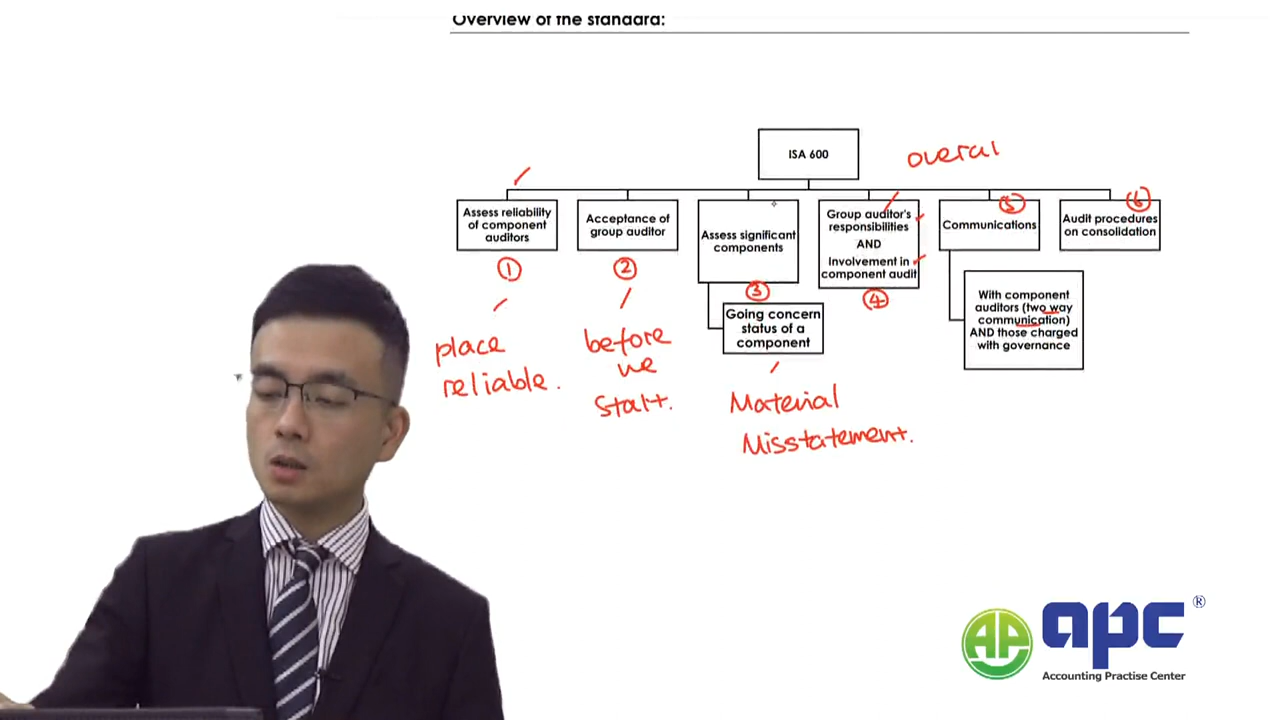 Overview of the standard:
ISA 600
overal
Assess reliability
of component
auditors
①
place
reliable.
Acceptance of
group auditor
②
before
we
start.
Assess significant
components
③
Going concern
status of a
component
Material
Misstatement.
Group auditor's
responsibilities
AND
Involvement in
component audit
④
⑤
Communications
With component
auditors (two way
communication)
AND those charged
with governance
⑥
Audit procedures
on consolidation
AP
apc®
Accounting Practise Center